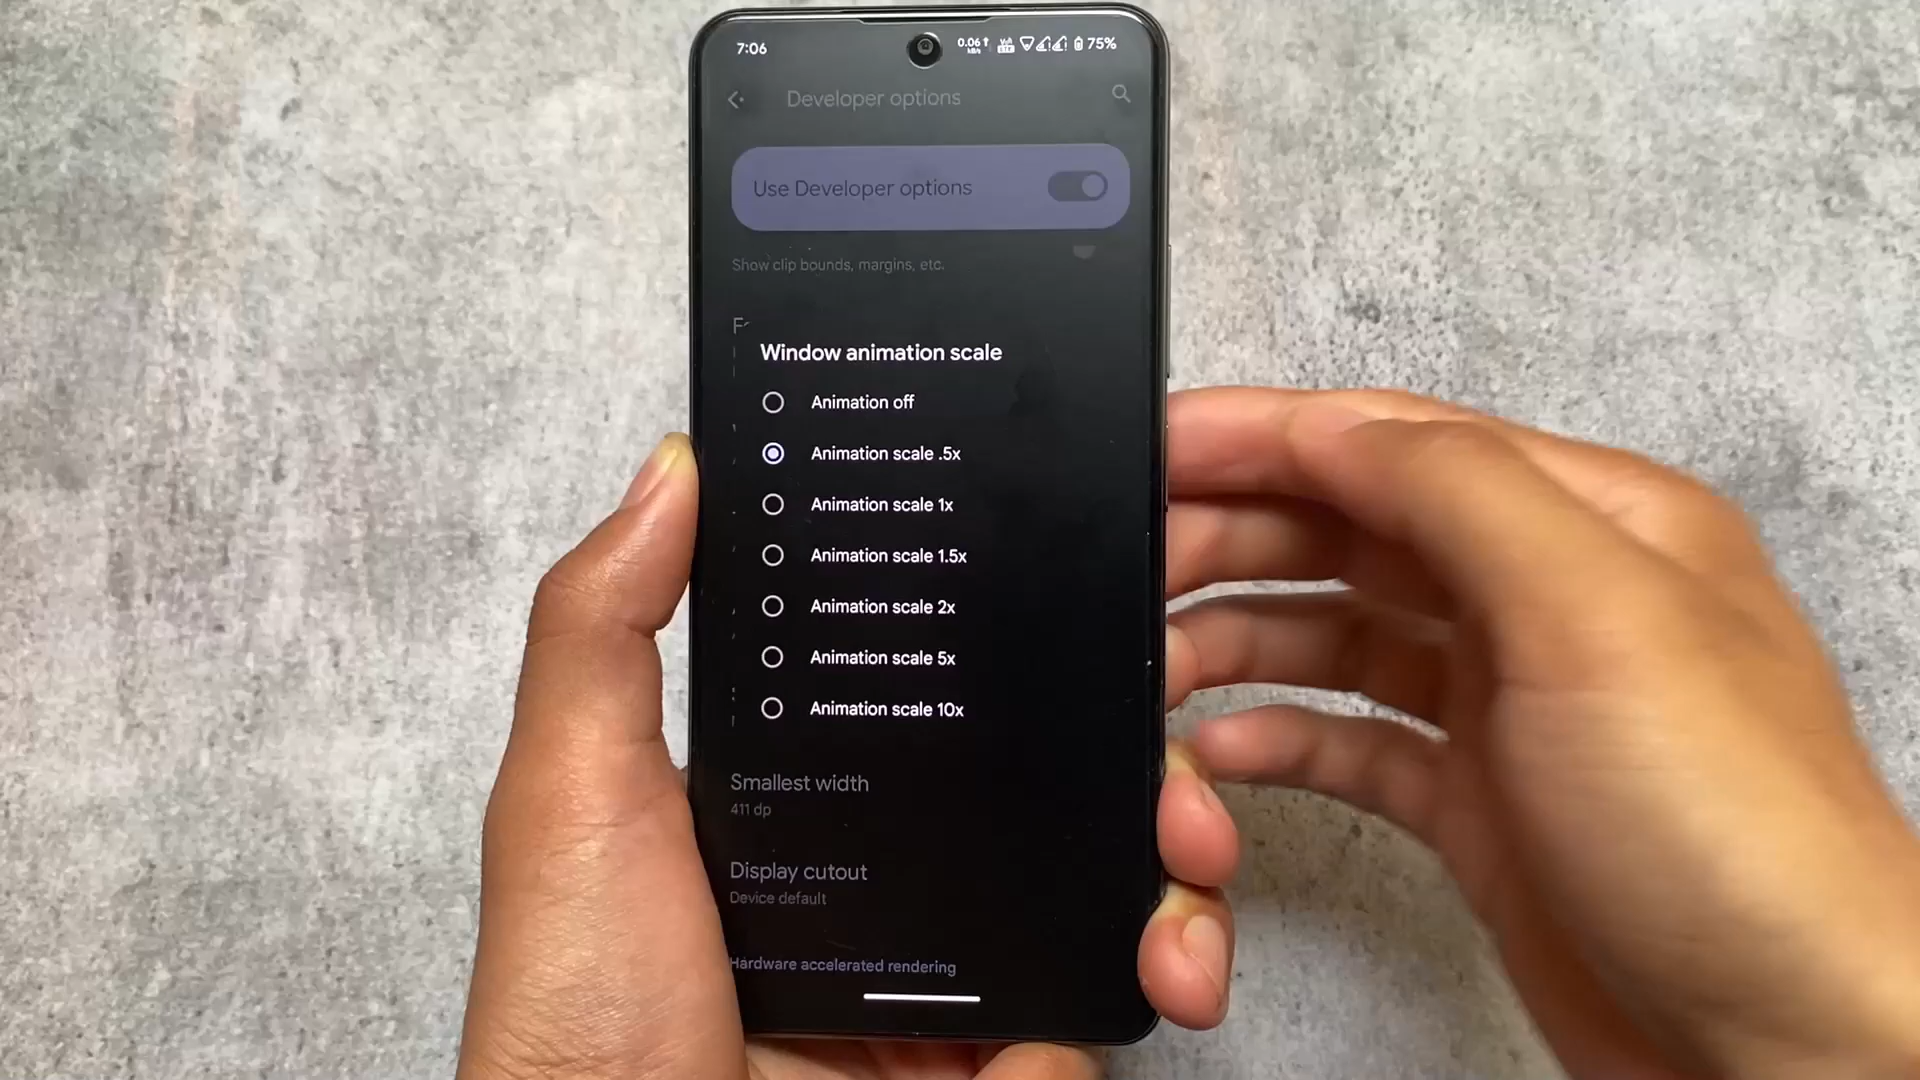 7:06
0.06↑
75%
Developer options
Use Developer options
Show clip bounds, margins, etc.
Window animation scale
Animation off
Animation scale .5x
Animation scale 1x
Animation scale 1.5x
Animation scale 2x
Animation scale 5x
Animation scale 10x
Smallest width
411 dp
Display cutout
Device default
Hardware accelerated rendering